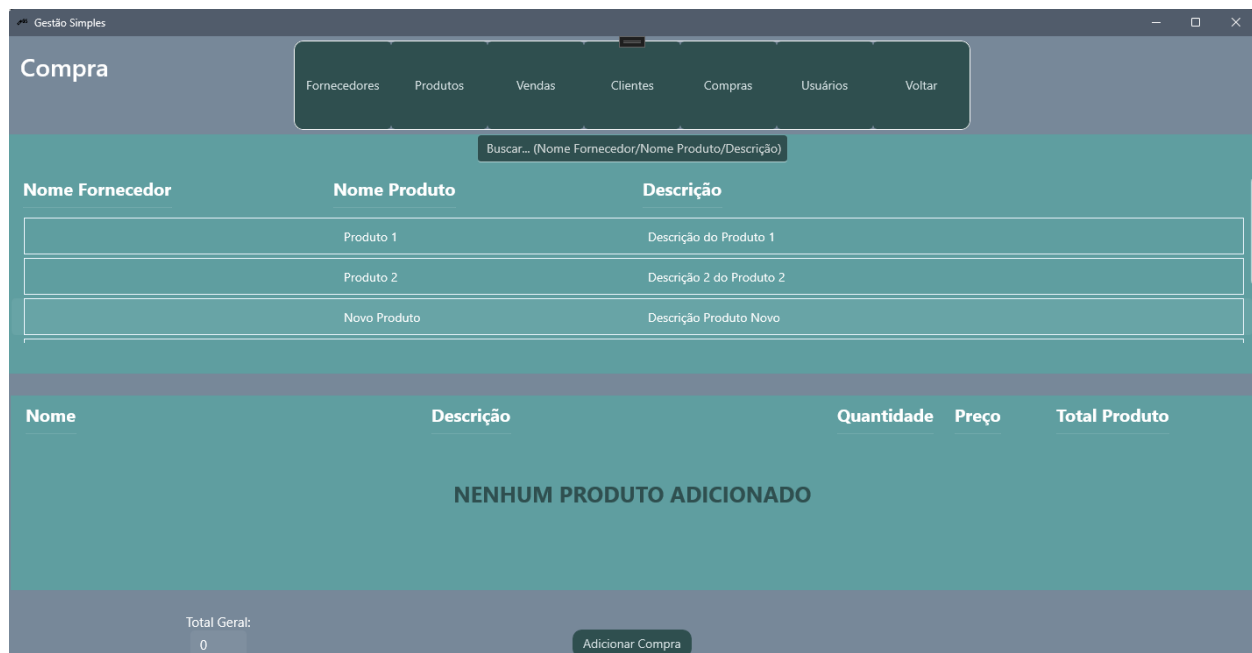 Gestão Simples
Compra
Fornecedores Produtos Vendas Clientes Compras Usuários Voltar
Buscar... (Nome Fornecedor/Nome Produto/Descrição)
Nome Fornecedor Nome Produto Descrição
Produto 1 Descrição do Produto 1
Produto 2 Descrição 2 do Produto 2
Novo Produto Descrição Produto Novo
Nome Descrição Quantidade Preço Total Produto
NENHUM PRODUTO ADICIONADO
Total Geral:
0 Adicionar Compra